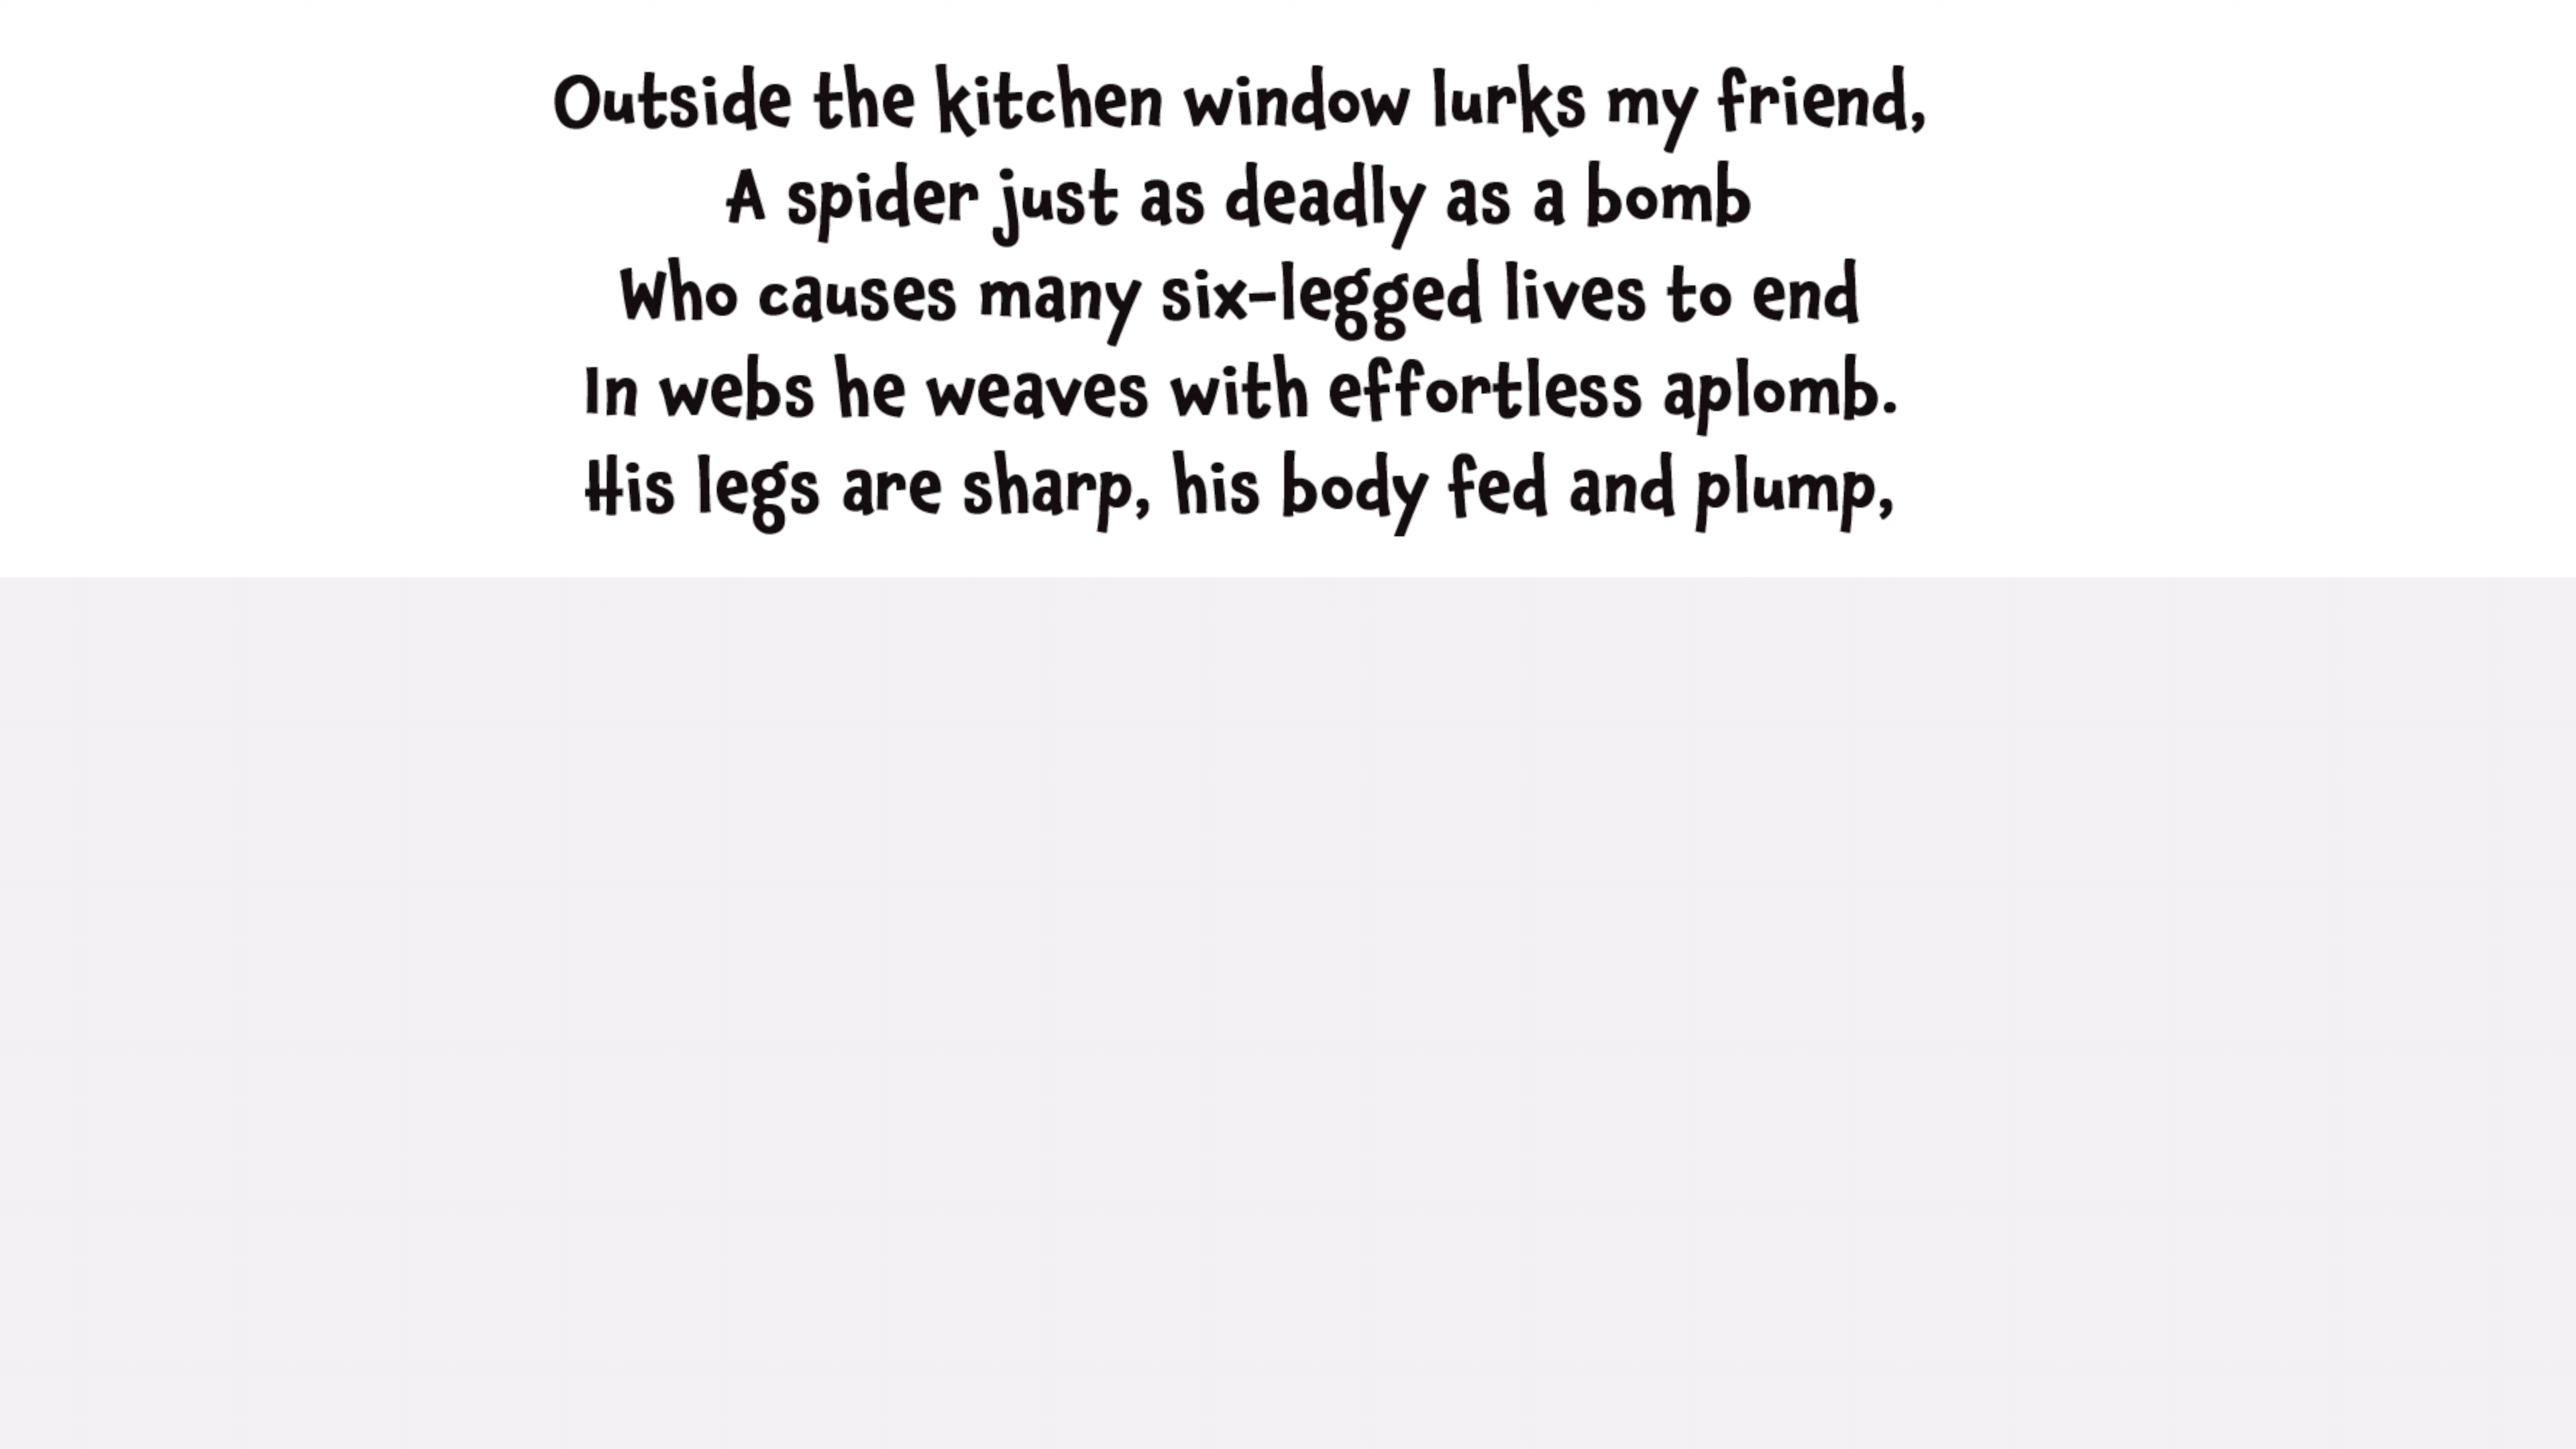 Outside the kitchen window lurks my friend,
A spider just as deadly as a bomb
Who causes many six-legged lives to end
In webs he weaves with effortless aplomb.
His legs are sharp, his body fed and plump,